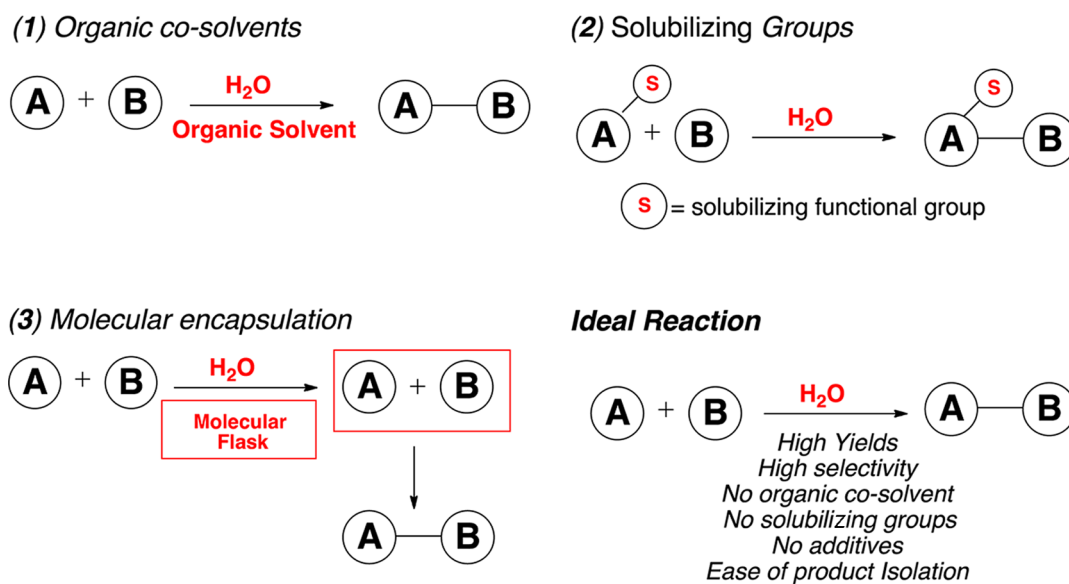 (1) Organic co-solvents
A + B
H₂O
Organic Solvent
A B
(2) Solubilizing Groups
S
A + B
H₂O
S
A B
S = solubilizing functional group
(3) Molecular encapsulation
A + B
H₂O
Molecular
Flask
A + B
A B
Ideal Reaction
A + B
H₂O
A B
High Yields
High selectivity
No organic co-solvent
No solubilizing groups
No additives
Ease of product Isolation